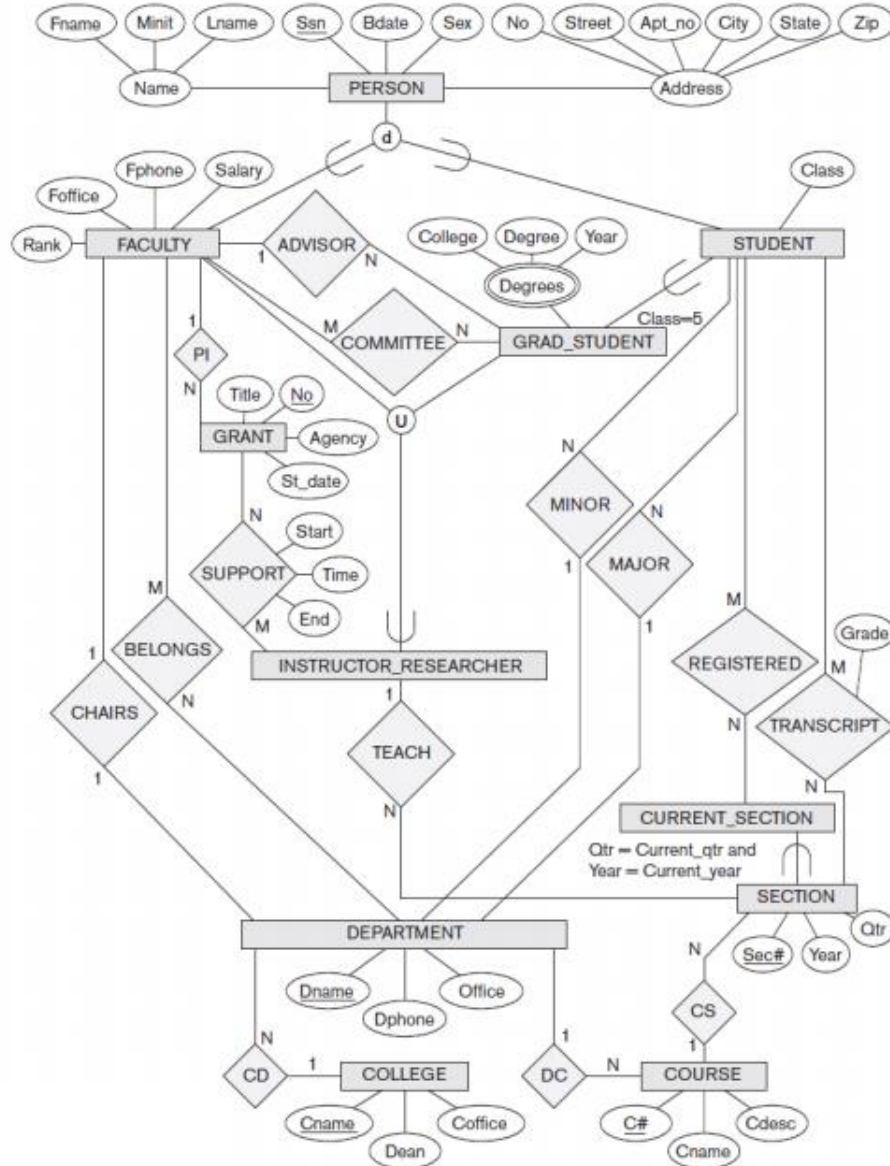 Fname Minit Lname Ssn Bdate Sex No Street Apt_no City State Zip
Name PERSON Address
d
Foffice Fphone Salary Class
Rank FACULTY ADVISOR College Degree Year STUDENT
1 N
Degrees
Class=5
1 M COMMITTEE N GRAD_STUDENT
PI
N Title No U
GRANT Agency N
St_date MINOR N
N Start
SUPPORT Time 1 MAJOR
M End M
M Grade
BELONGS INSTRUCTOR_RESEARCHER 1 REGISTERED M
1 1
N
CHAIRS TEACH N TRANSCRIPT
1 N N
CURRENT_SECTION
Qtr = Current_qtr and
Year = Current_year
SECTION
DEPARTMENT N Sec# Year Qtr
Dname Dphone Office
CS
N 1 1
CD 1 COLLEGE DC N COURSE
Cname Coffice C# Cdesc
Dean Cname